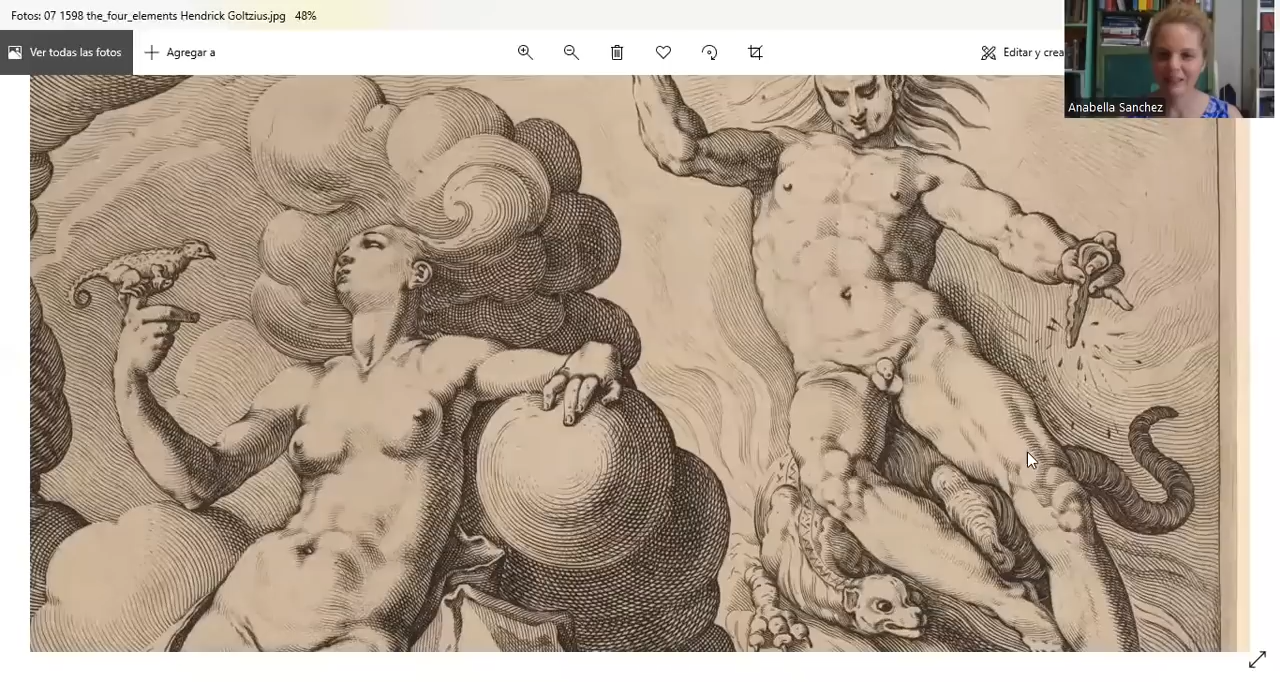 Fotos: 07 1598 the_four_elements Hendrick Goltzius.jpg 48%
Ver todas las fotos
Agregar a
Editar y crea
Anabella Sanchez